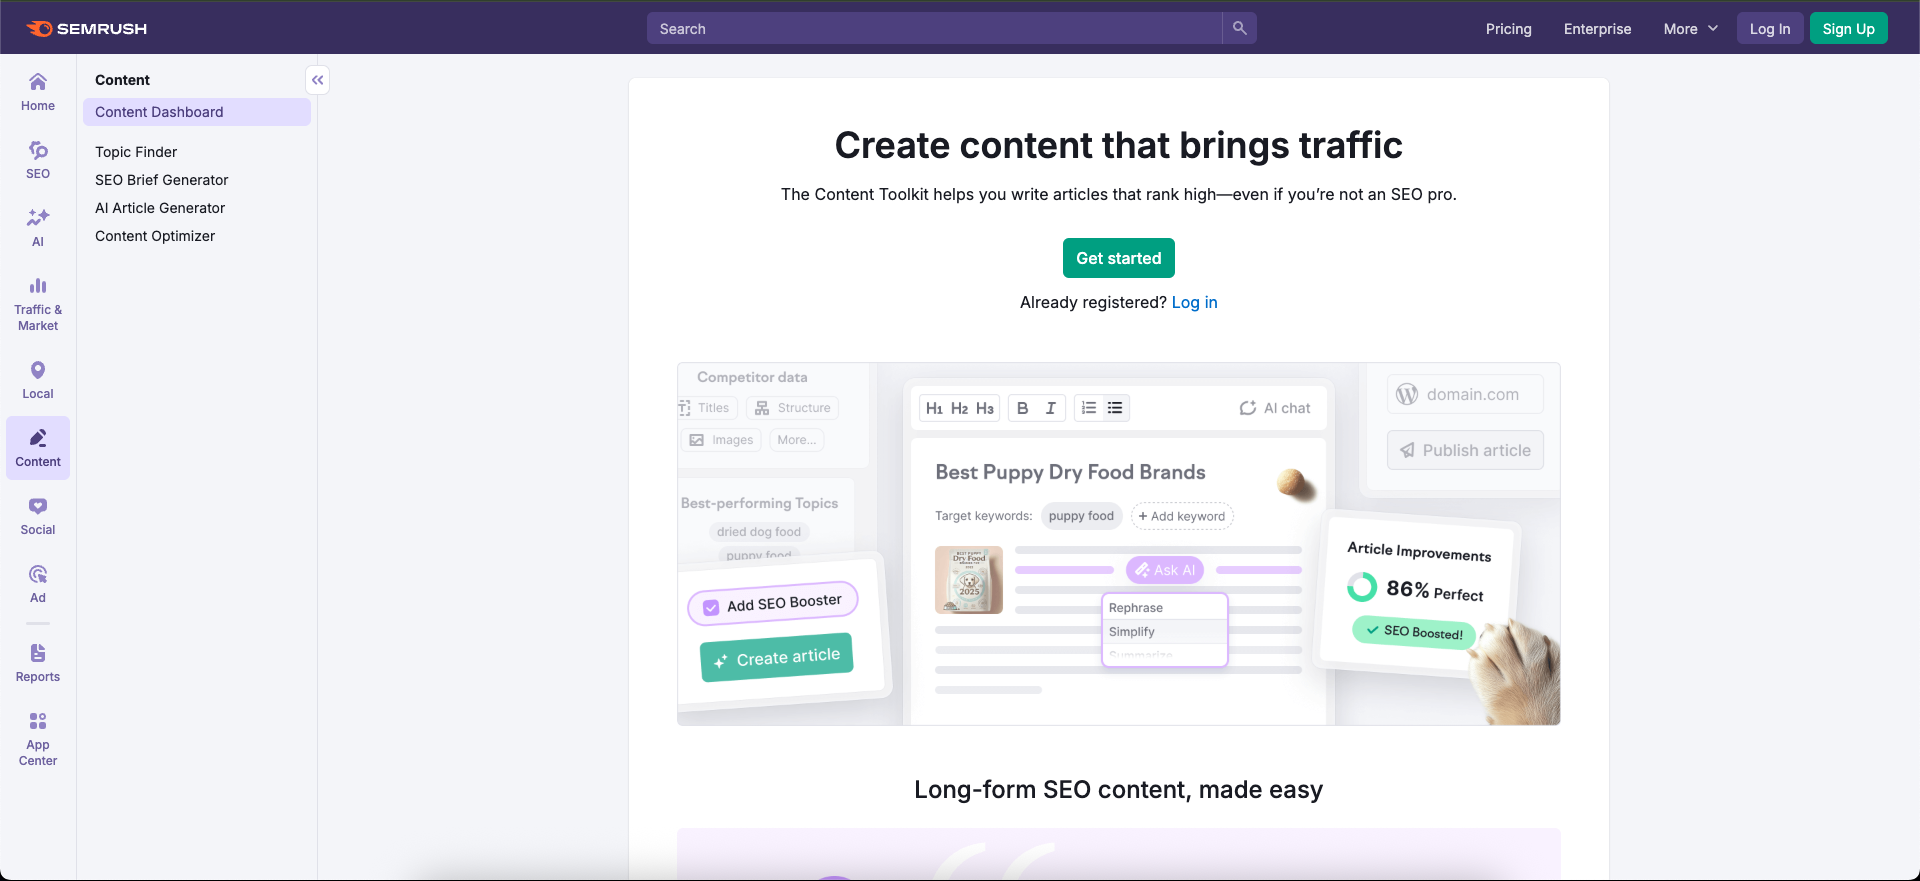 SEMRUSH
Search
Pricing
Enterprise
More
Log In
Sign Up
Home
SEO
AI
Traffic &
Market
Local
Content
Social
Ad
Reports
App
Center
Content
Content Dashboard
Topic Finder
SEO Brief Generator
AI Article Generator
Content Optimizer
Create content that brings traffic
The Content Toolkit helps you write articles that rank high—even if you’re not an SEO pro.
Get started
Already registered? Log in
Competitor data
Titles
Structure
Images
More...
Best-performing Topics
dried dog food
puppy food
Add SEO Booster
Create article
H1 H2 H3
B I
AI chat
Best Puppy Dry Food Brands
Target keywords:
puppy food
+ Add keyword
BEST PUPPY
Dry Food
2025
Ask AI
Rephrase
Simplify
Summarize
domain.com
Publish article
Article Improvements
86% Perfect
SEO Boosted!
Long-form SEO content, made easy